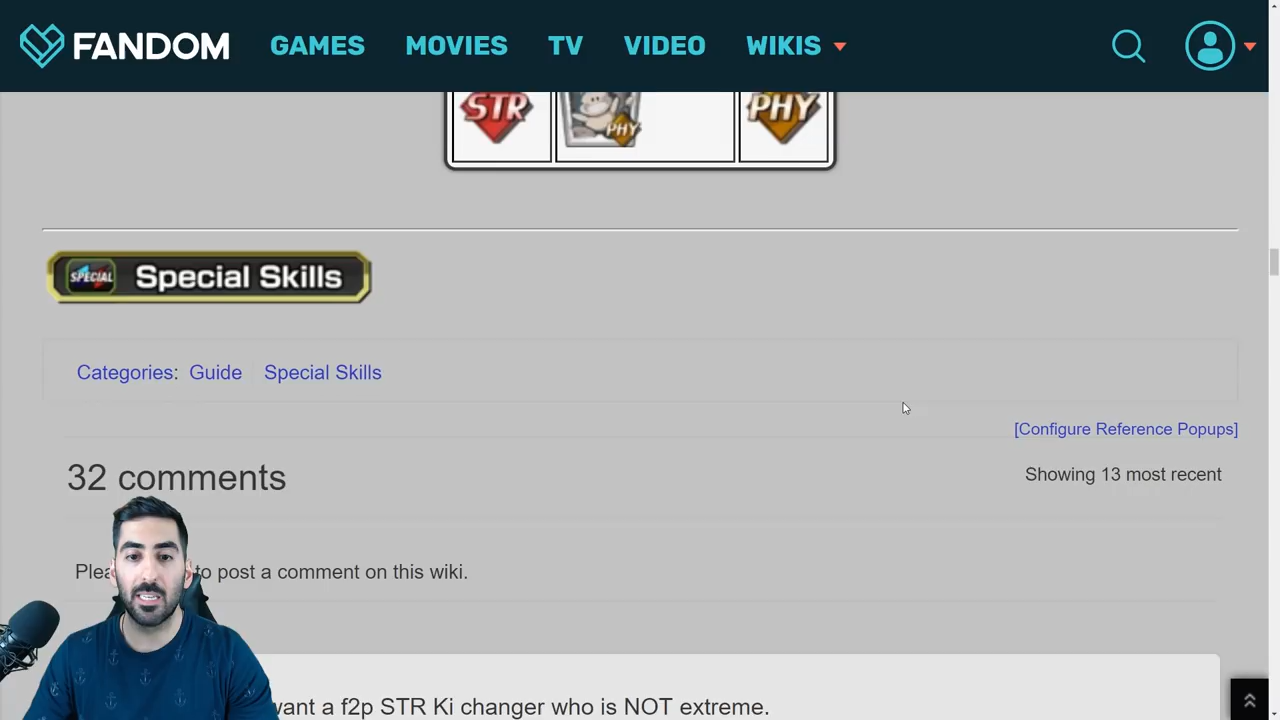 FANDOM GAMES MOVIES TV VIDEO WIKIS
STR PHY PHY
SPECIAL Special Skills
Categories: Guide Special Skills
[Configure Reference Popups]
32 comments Showing 13 most recent
to post a comment on this wiki.
want a f2p STR Ki changer who is NOT extreme.